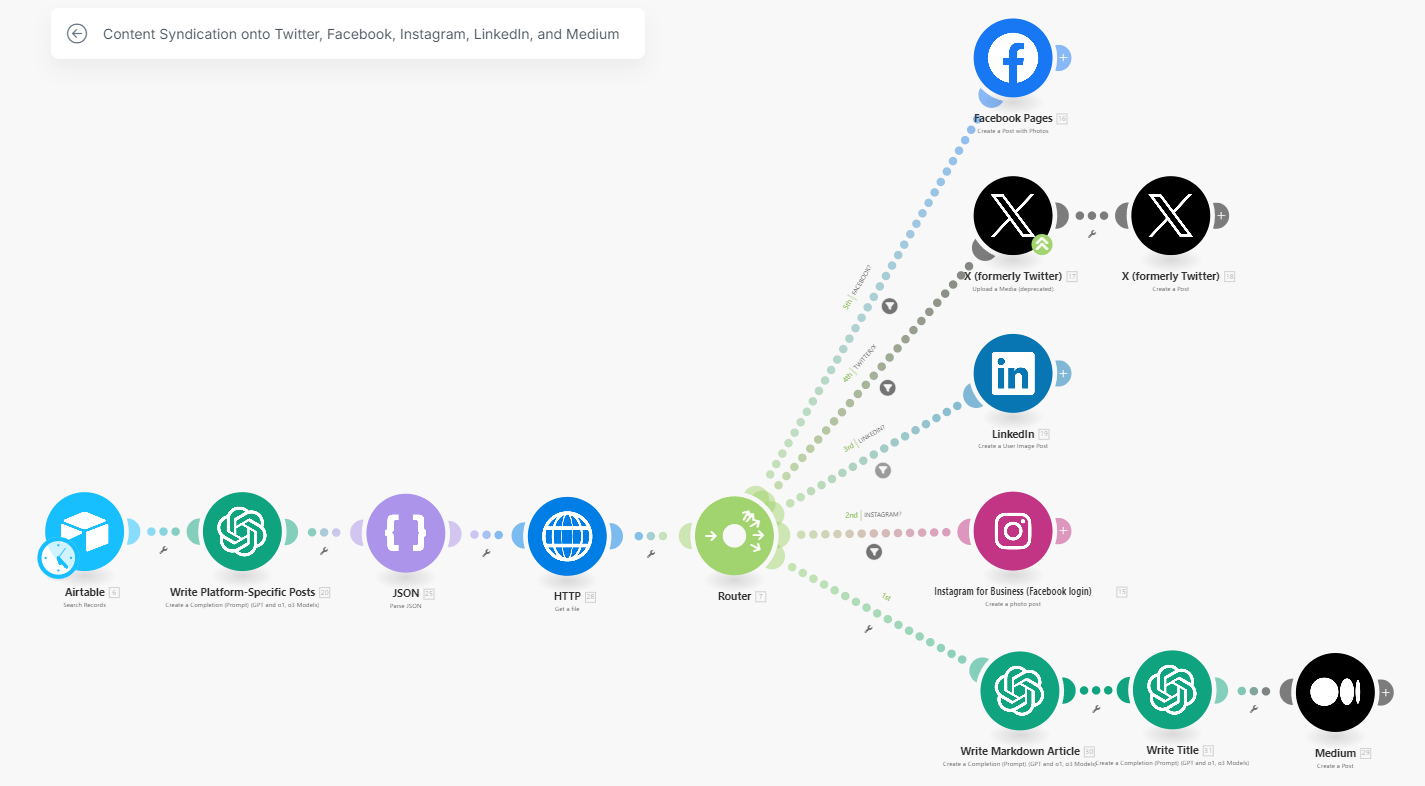 Content Syndication onto Twitter, Facebook, Instagram, LinkedIn, and Medium
Facebook Pages 16
Create a Post with Photos
X (formerly Twitter) 17
Upload a Media (deprecated)
X (formerly Twitter) 18
Create a Post
5th | FACEBOOK?
4th | TWITTER/X
3rd | LINKEDIN?
in
LinkedIn 19
Create a User Image Post
2nd | INSTAGRAM?
Airtable 6
Search Records
Write Platform-Specific Posts 20
Create a Completion (Prompt) (GPT and o1, o3 Models)
JSON 25
Parse JSON
HTTP 28
Get a file
Router 7
Instagram for Business (Facebook login) 15
Create a photo post
1st
Write Markdown Article 30
Create a Completion (Prompt) (GPT and o1, o3 Models)
Write Title 31
Create a Completion (Prompt) (GPT and o1, o3 Models)
Medium 29
Create a Post